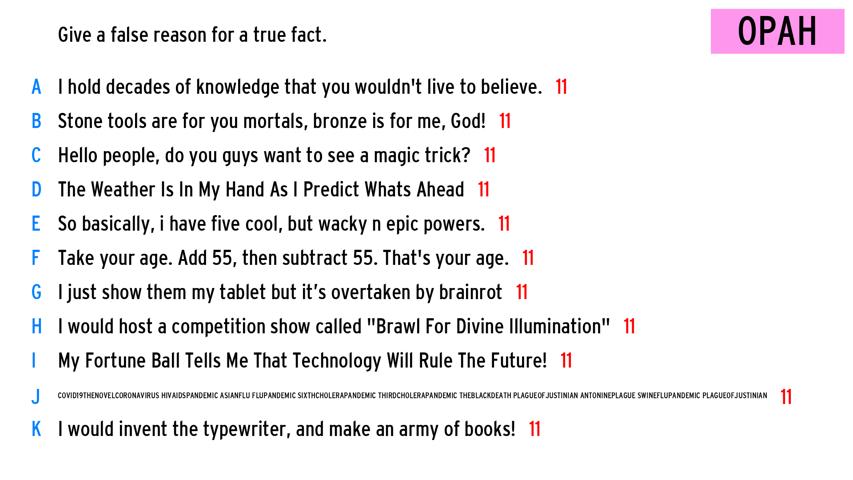 Give a false reason for a true fact.
OPAH
A I hold decades of knowledge that you wouldn't live to believe. 11
B Stone tools are for you mortals, bronze is for me, God! 11
C Hello people, do you guys want to see a magic trick? 11
D The Weather Is In My Hand As I Predict Whats Ahead 11
E So basically, i have five cool, but wacky n epic powers. 11
F Take your age. Add 55, then subtract 55. That's your age. 11
G I just show them my tablet but it’s overtaken by brainrot 11
H I would host a competition show called "Brawl For Divine Illumination" 11
I My Fortune Ball Tells Me That Technology Will Rule The Future! 11
J COVID19THENOVELCORONAVIRUS HIVAIDSPANDEMIC ASIANFLU FLUPANDEMIC SIXTHCHOLERAPANDEMIC THIRDCHOLERAPANDEMIC THEBLACKDEATH PLAGUEOFJUSTINIAN ANTONINEPLAGUE SWINEFLUPANDEMIC PLAGUEOFJUSTINIAN 11
K I would invent the typewriter, and make an army of books! 11